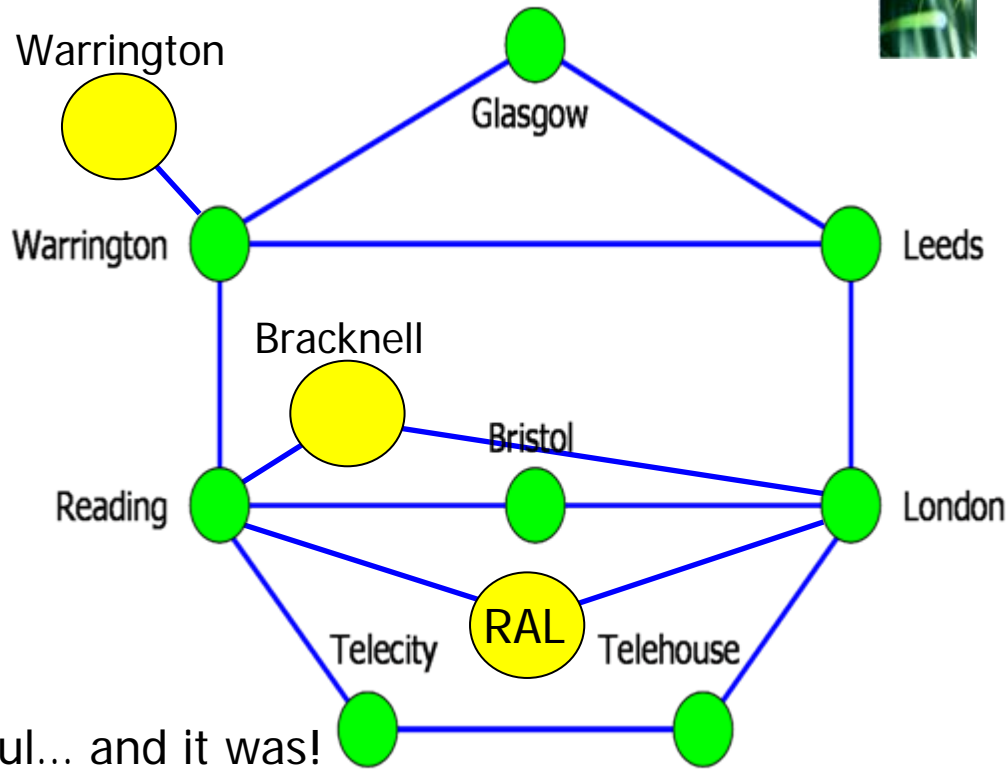 Warrington
Glasgow
Warrington
Leeds
Bracknell
Bristol
Reading
London
RAL
Telecity
Telehouse
ul... and it was!